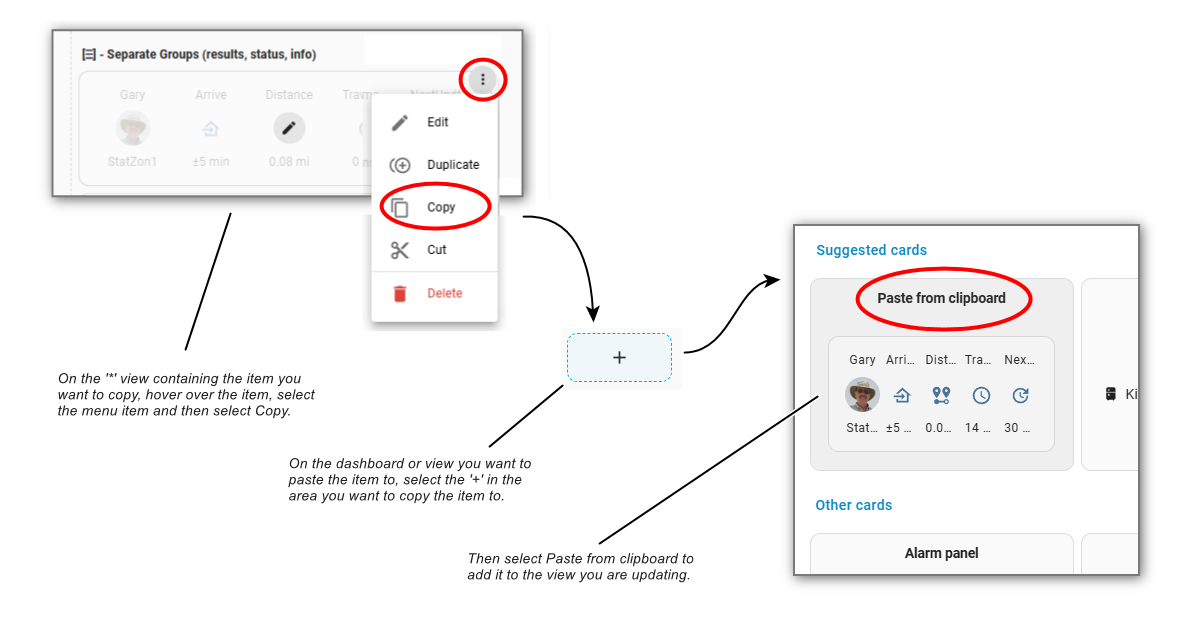 - Separate Groups (results, status, info)
Gary Arrive Distance
StatZon1 ±5 min 0.08 mi
Edit
Duplicate
Copy
Cut
Delete
On the '*' view containing the item you
want to copy, hover over the item, select
the menu item and then select Copy.
+
On the dashboard or view you want to
paste the item to, select the '+' in the
area you want to copy the item to.
Suggested cards
Paste from clipboard
Gary Arri... Dist... Tra... Nex...
Stat... ±5 ... 0.0... 14 ... 30 ...
Ki
Other cards
Alarm panel
Then select Paste from clipboard to
add it to the view you are updating.